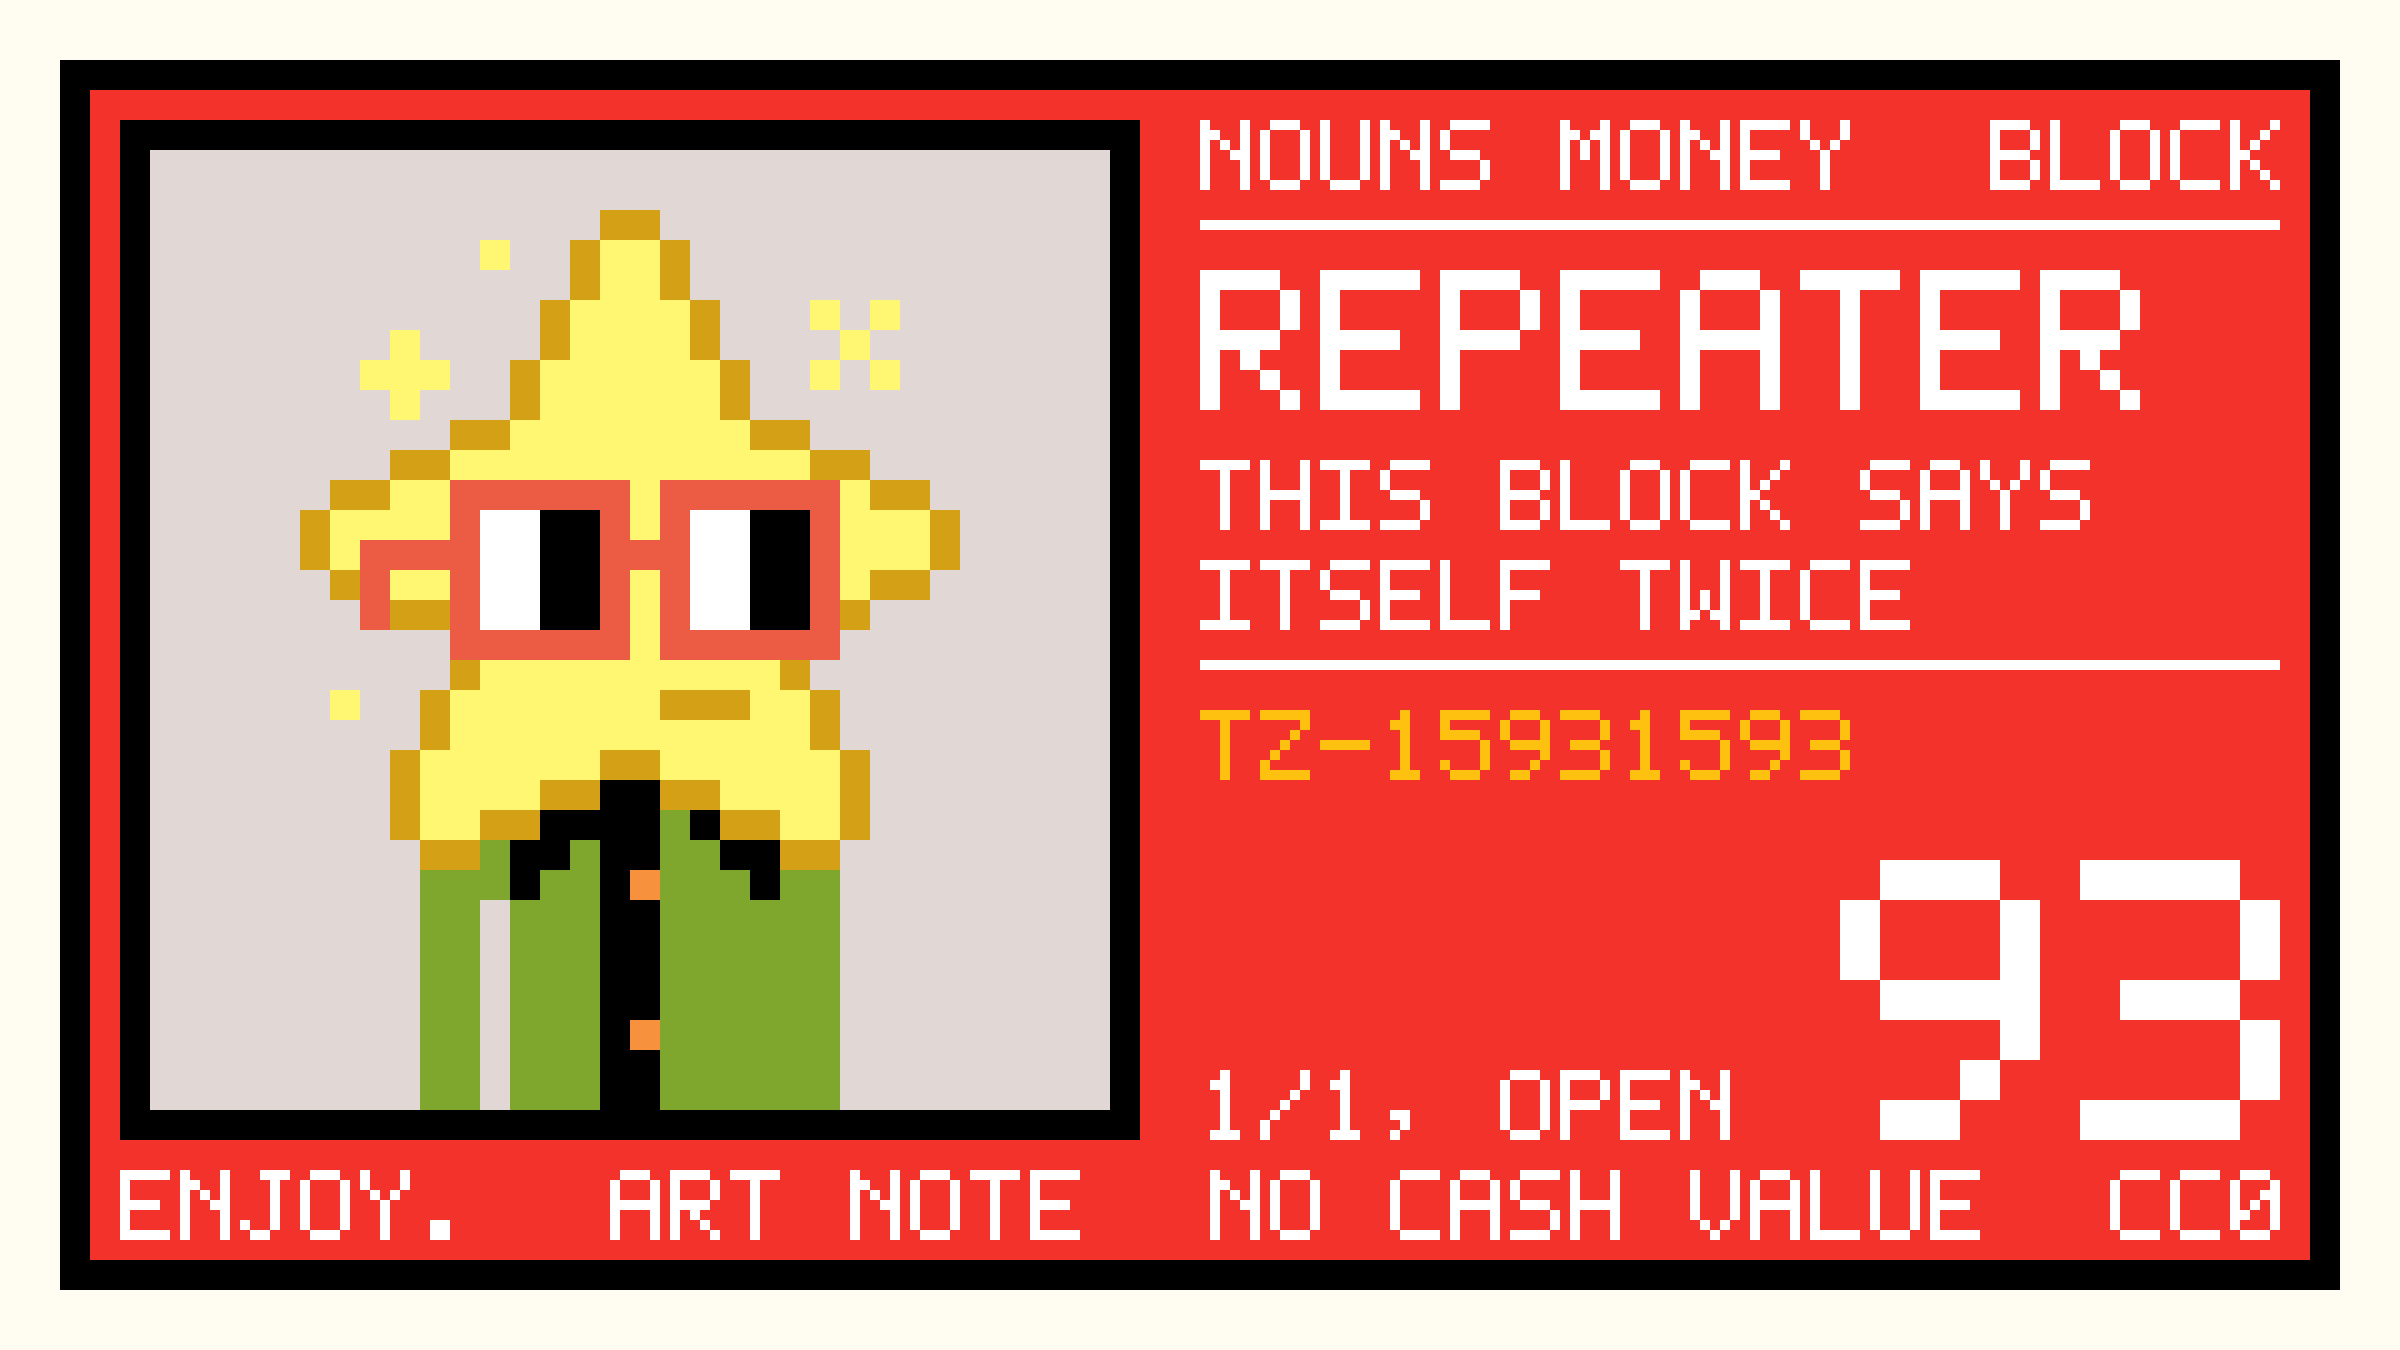 NOUNS MONEY BLOCK
REPEATER
THIS BLOCK SAYS
ITSELF TWICE
TZ-15931593
93
1/1, OPEN
ENJOY. ART NOTE NO CASH VALUE CC0